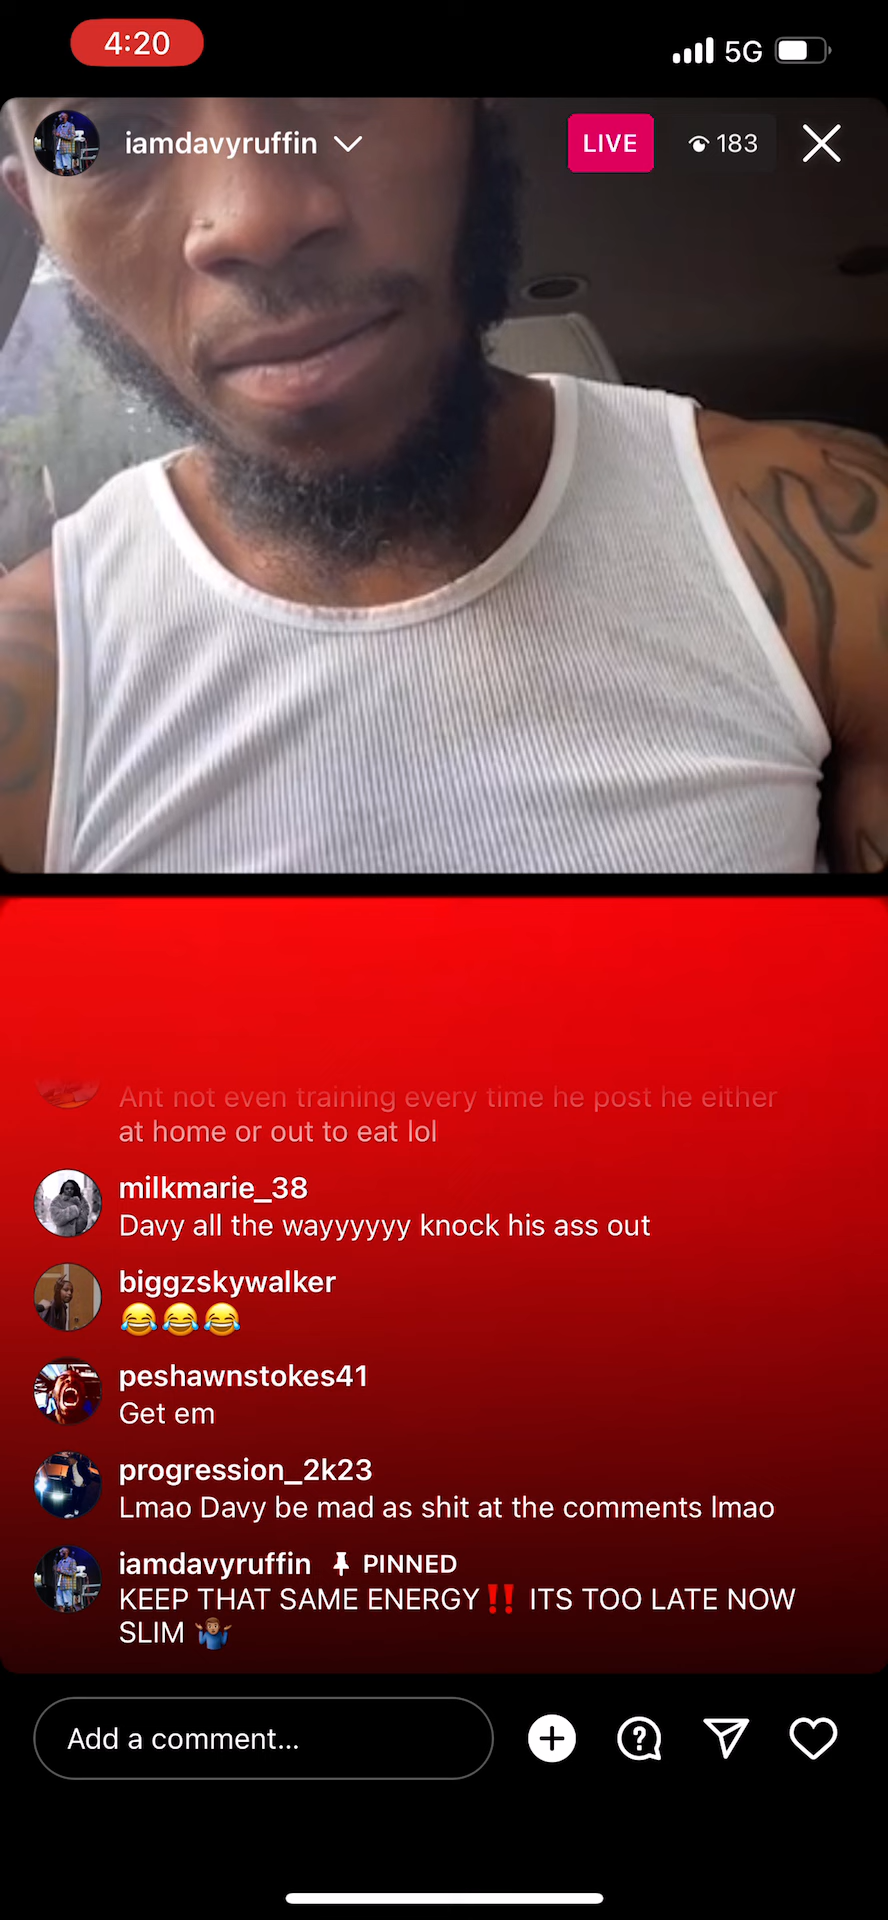 4:20
5G
iamdavyruffin
LIVE
183
Ant not even training every time he post he either
at home or out to eat lol
milkmarie_38
Davy all the wayyyyyy knock his ass out
biggzskywalker
😂😂😂
peshawnstokes41
Get em
progression_2k23
Lmao Davy be mad as shit at the comments lmao
iamdavyruffin PINNED
KEEP THAT SAME ENERGY‼️ ITS TOO LATE NOW
SLIM 🤷🏽‍♂️
Add a comment...